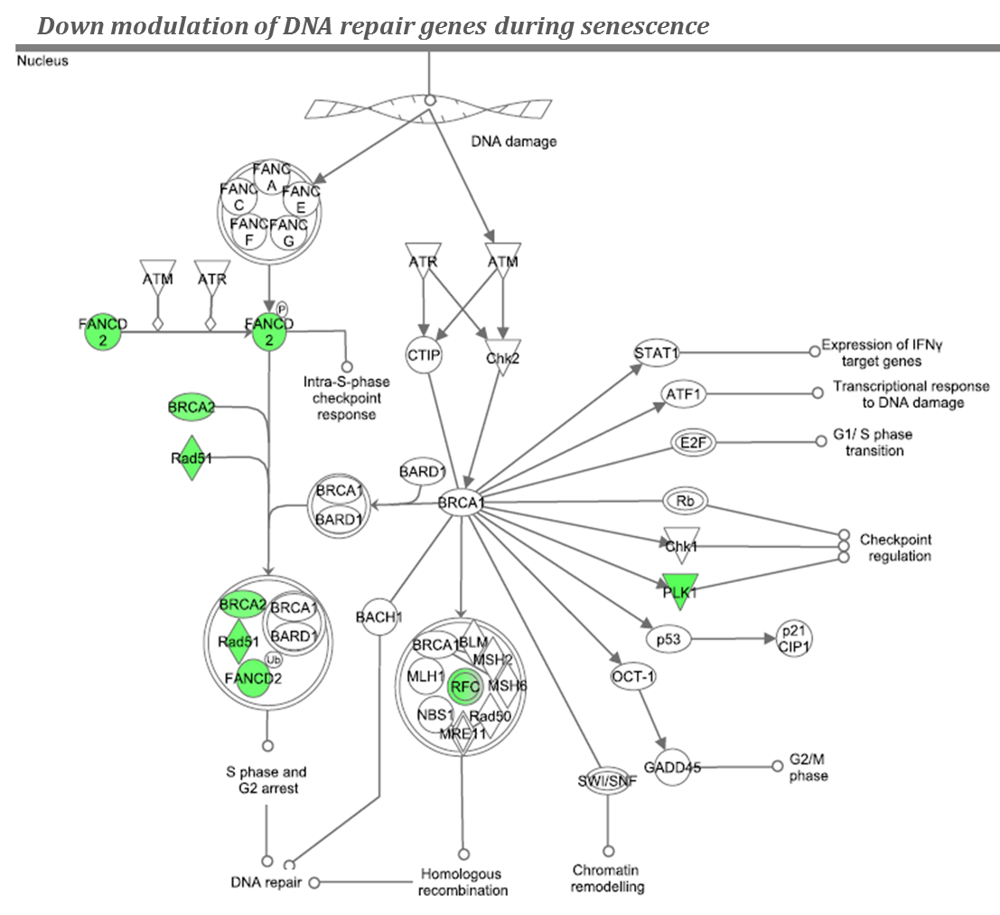 Down modulation of DNA repair genes during senescence
Nucleus
DNA damage
FANC
A
FANC
C
FANC
E
FANC
F
FANC
G
ATM
ATR
ATR
ATM
P
FANCD
2
FANCD
2
CTIP
Chk2
Intra-S-phase
checkpoint
response
STAT1
Expression of IFNγ
target genes
ATF1
Transcriptional response
to DNA damage
BRCA2
E2F
G1/ S phase
transition
Rad51
BARD1
BRCA1
BARD1
BRCA1
Rb
Chk1
Checkpoint
regulation
PLK1
BRCA2
BRCA1
BARD1
Rad51
Ub
FANCD2
BACH1
p53
p21
CIP1
BRCA1
BLM
MSH2
MLH1
RFC
MSH6
NBS1
Rad50
MRE11
OCT-1
GADD45
G2/M
phase
S phase and
G2 arrest
SWI/SNF
DNA repair
Homologous
recombination
Chromatin
remodelling